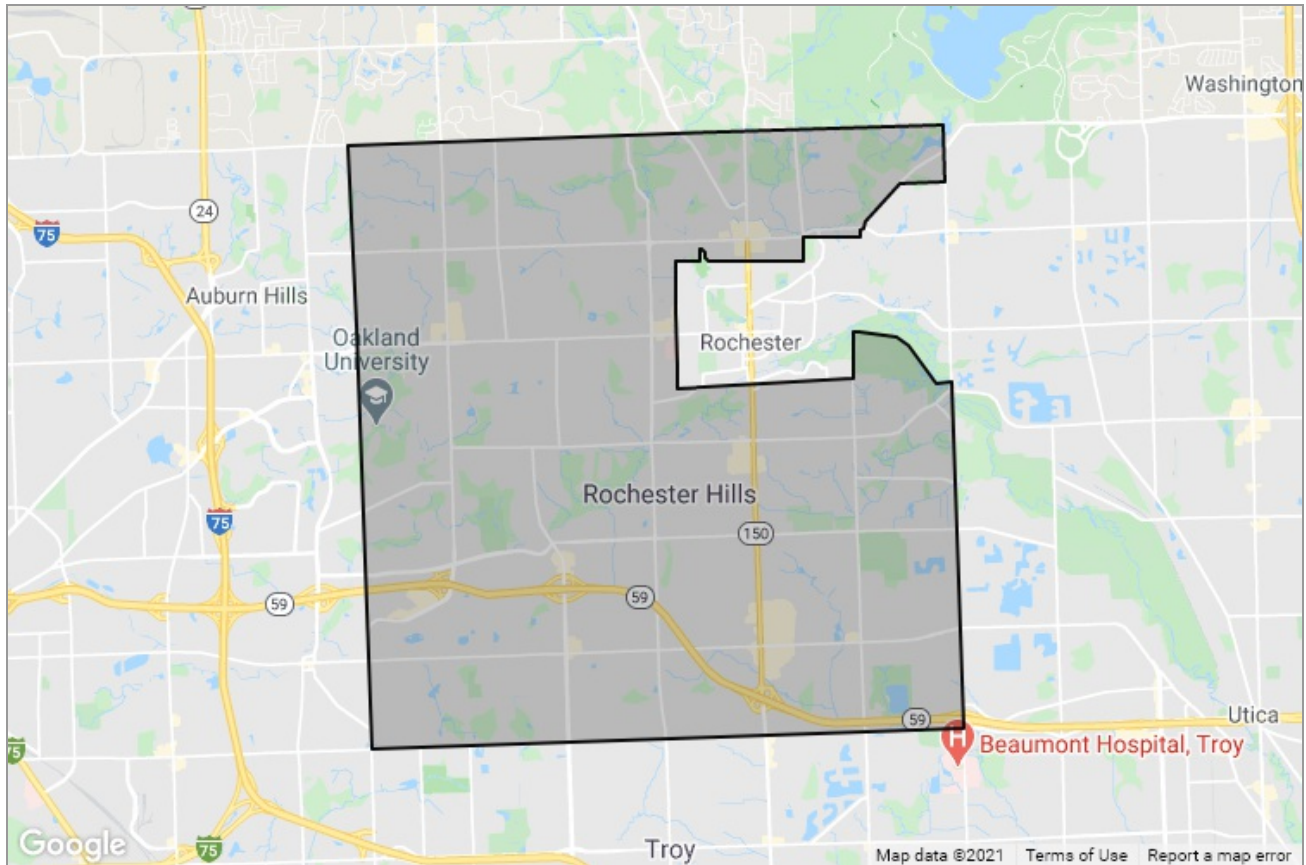 Washington
24
75
Auburn Hills
Oakland
University
Rochester
Rochester Hills
75
150
59
59
59
Utica
Beaumont Hospital, Troy
H
75
75
Troy
Google
Map data ©2021 Terms of Use Report a map error